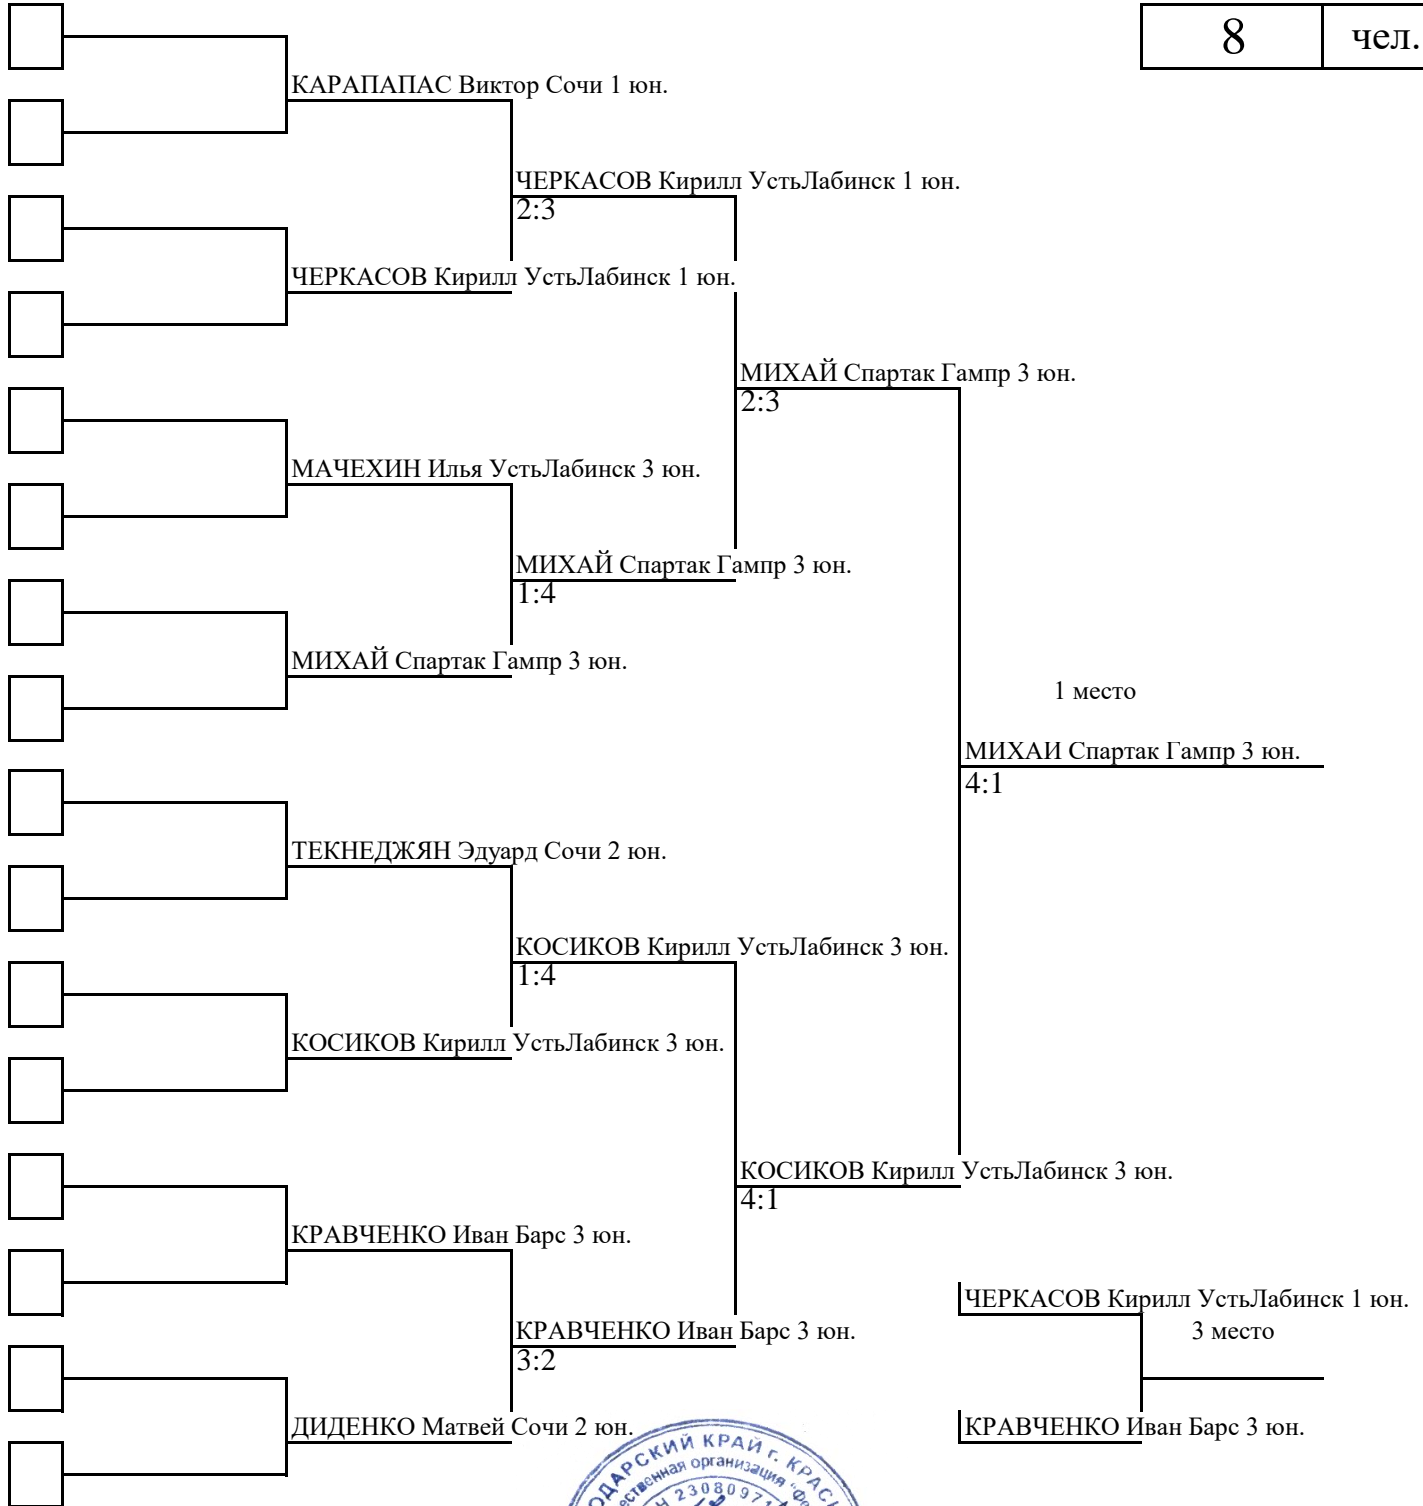 8 чел.
КАРАПАПАС Виктор Сочи 1 юн.
ЧЕРКАСОВ Кирилл УстьЛабинск 1 юн.
2:3
ЧЕРКАСОВ Кирилл УстьЛабинск 1 юн.
МИХАЙ Спартак Гампр 3 юн.
2:3
МАЧЕХИН Илья УстьЛабинск 3 юн.
МИХАЙ Спартак Гампр 3 юн.
1:4
МИХАЙ Спартак Гампр 3 юн.
1 место
МИХАИ Спартак Гампр 3 юн.
4:1
ТЕКНЕДЖЯН Эдуард Сочи 2 юн.
КОСИКОВ Кирилл УстьЛабинск 3 юн.
1:4
КОСИКОВ Кирилл УстьЛабинск 3 юн.
КОСИКОВ Кирилл УстьЛабинск 3 юн.
4:1
КРАВЧЕНКО Иван Барс 3 юн.
ЧЕРКАСОВ Кирилл УстьЛабинск 1 юн.
КРАВЧЕНКО Иван Барс 3 юн.
3 место
3:2
ДИДЕНКО Матвей Сочи 2 юн.
КРАВЧЕНКО Иван Барс 3 юн.
КРАЙ г.
организация